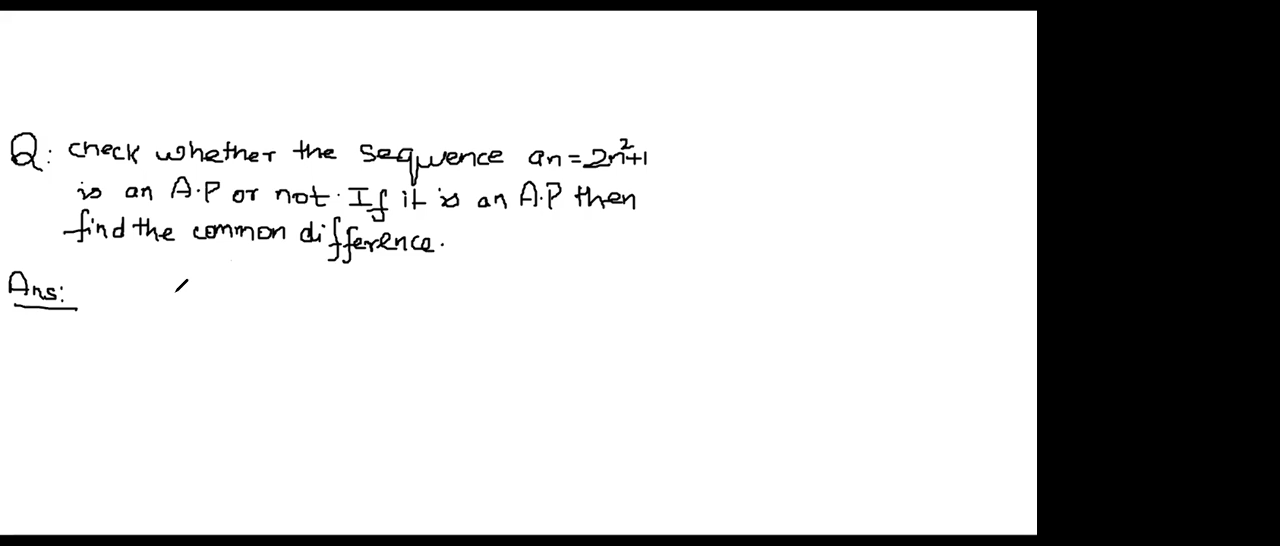 Q: check whether the sequence an = 2n²+1
is an A.P or not. If it is an A.P then
find the common difference.
Ans: